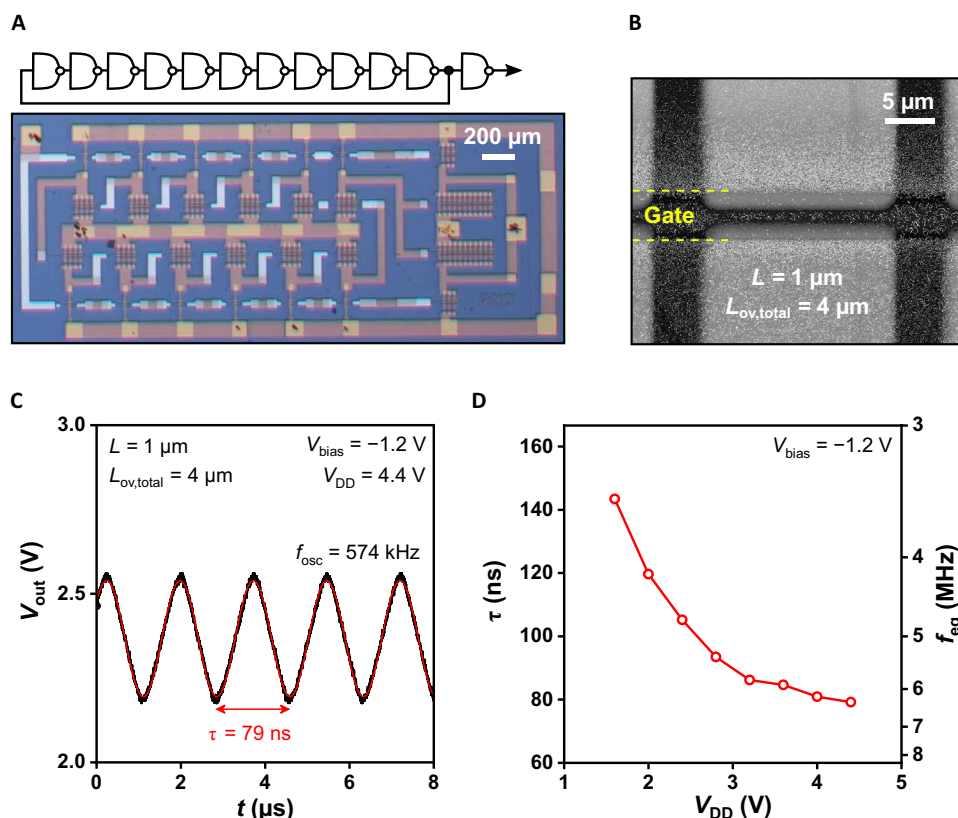 A
200 μm
B
5 μm
Gate
L = 1 μm
Lov,total = 4 μm
C
3.0
2.5
2.0
Vout (V)
L = 1 μm
Lov,total = 4 μm
Vbias = −1.2 V
VDD = 4.4 V
fosc = 574 kHz
τ = 79 ns
0
2
4
6
8
t (μs)
D
160
140
120
100
80
60
τ (ns)
Vbias = −1.2 V
3
4
5
6
7
8
feq (MHz)
1
2
3
4
5
VDD (V)